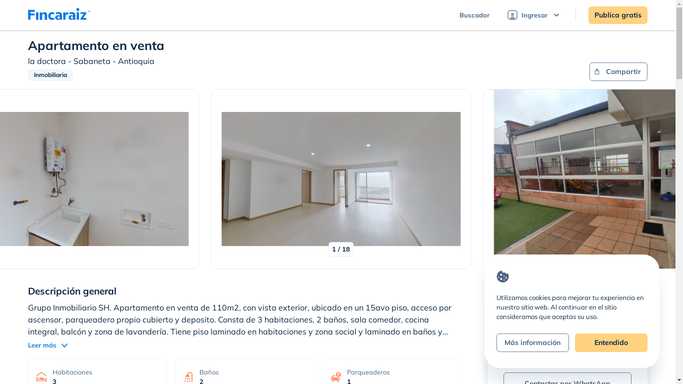 Fincaraiz
Buscador
Ingresar
Publica gratis
Apartamento en venta
la doctora - Sabaneta - Antioquia
Inmobiliaria
Compartir
1 / 18
Descripción general
Grupo Inmobiliario SH. Apartamento en venta de 110m2, con vista exterior, ubicado en un 15avo piso, acceso por
ascensor, parqueadero propio cubierto y deposito. Consta de 3 habitaciones, 2 baños, sala comedor, cocina
integral, balcón y zona de lavandería. Tiene piso laminado en habitaciones y zona social y laminado en baños y...
Leer más
Habitaciones
3
Baños
2
Parqueaderos
1
Utilizamos cookies para mejorar tu experiencia en
nuestro sitio web. Al continuar en el sitio
consideramos que aceptas su uso.
Más información
Entendido
Contactar por WhatsApp